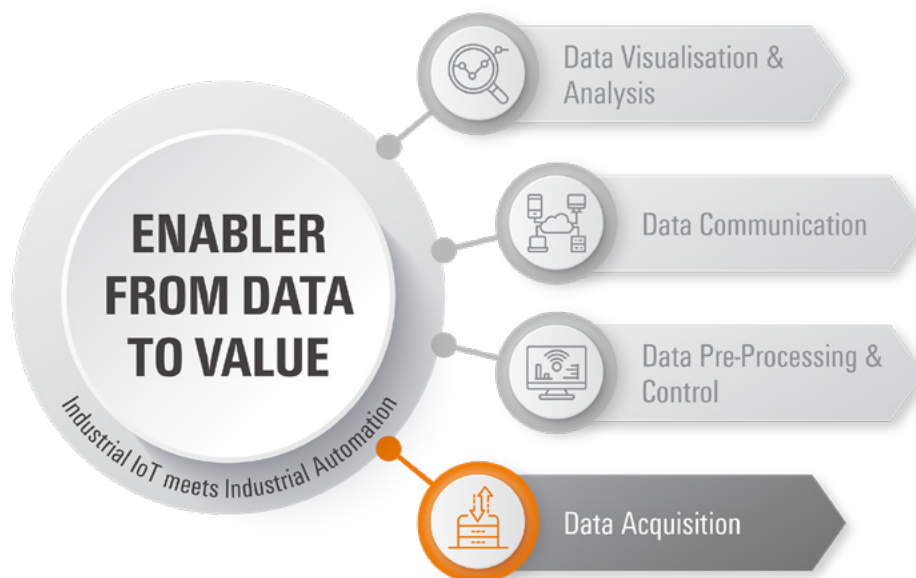 ENABLER
FROM DATA
TO VALUE
Industrial IoT meets Industrial Automation
Data Visualisation &
Analysis
Data Communication
Data Pre-Processing &
Control
Data Acquisition